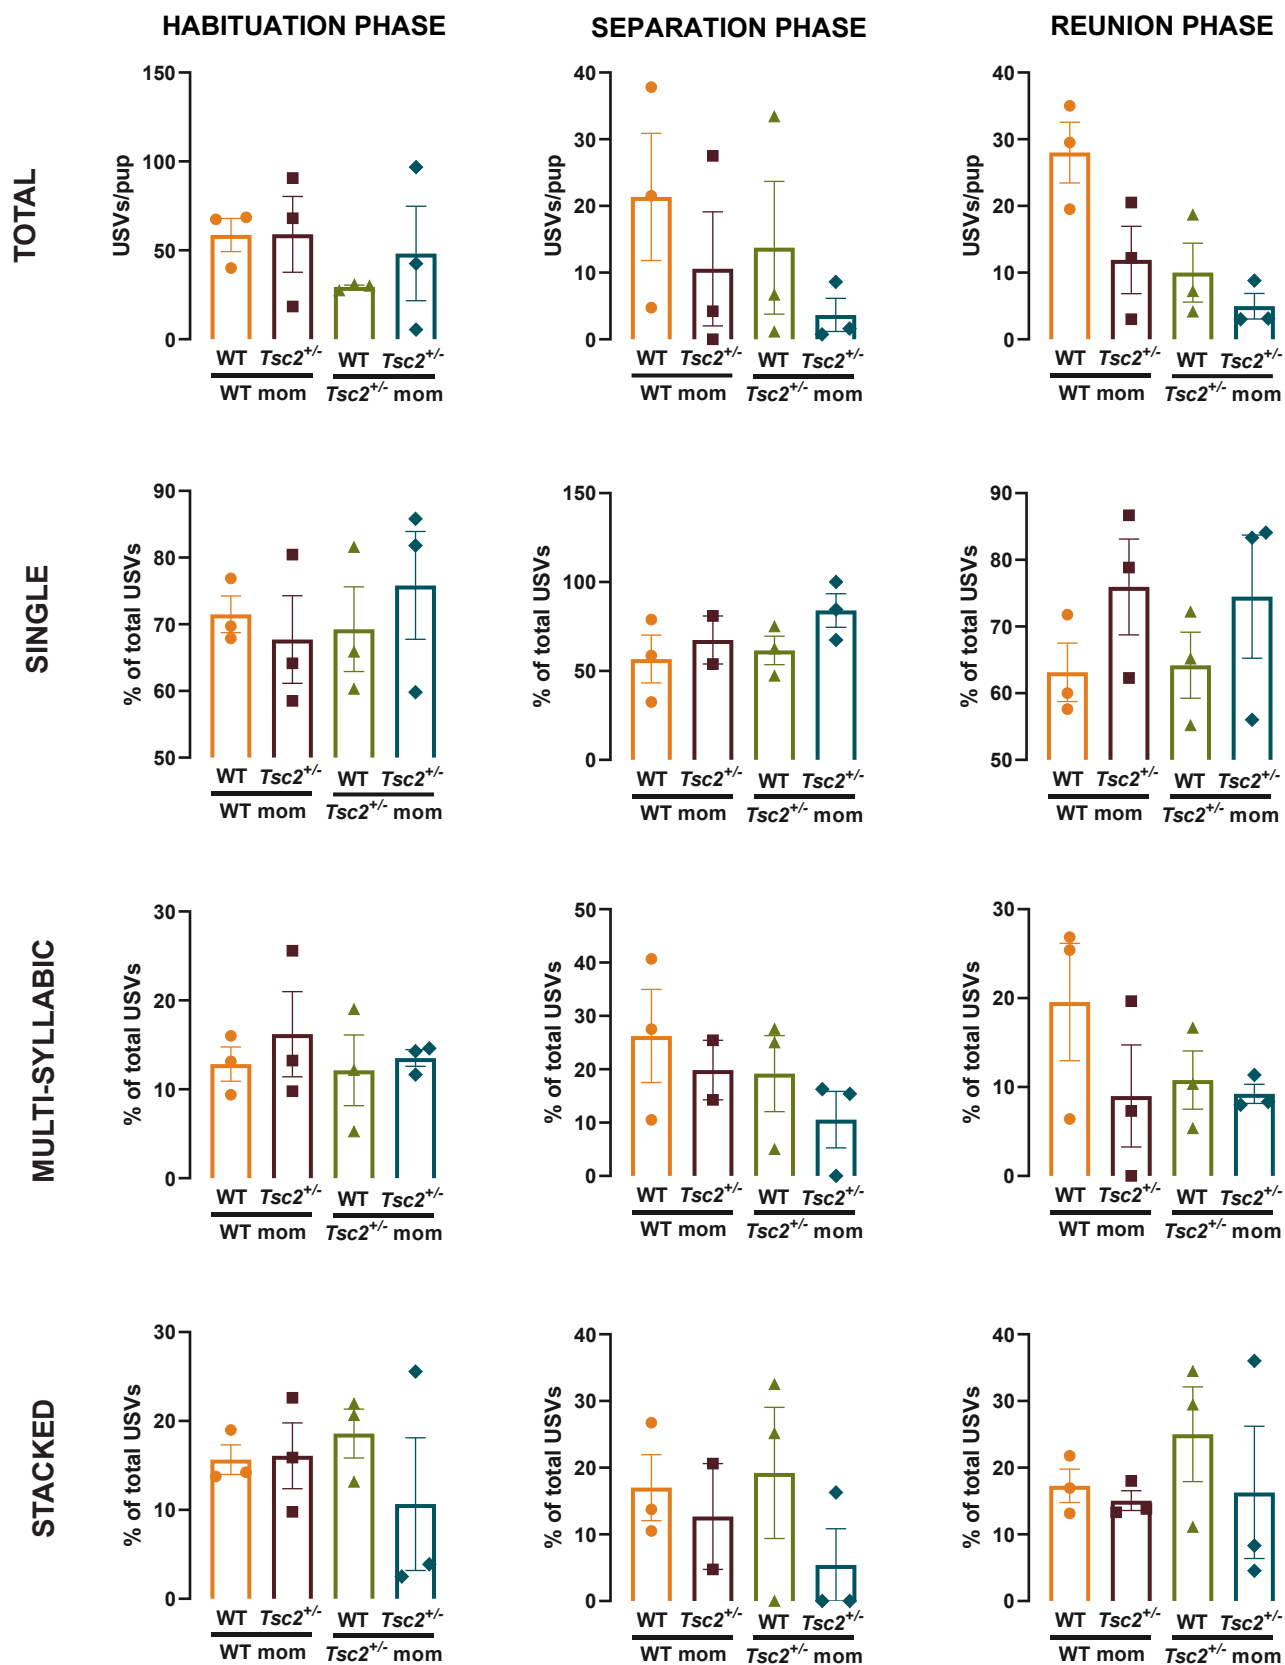 HABITUATION PHASE
SEPARATION PHASE
REUNION PHASE
TOTAL
USVs/pup
150
100
50
0
WT Tsc2+/- WT Tsc2+/-
WT mom Tsc2+/- mom
USVs/pup
40
30
20
10
0
WT Tsc2+/- WT Tsc2+/-
WT mom Tsc2+/- mom
USVs/pup
40
30
20
10
0
WT Tsc2+/- WT Tsc2+/-
WT mom Tsc2+/- mom
SINGLE
% of total USVs
90
80
70
60
50
WT Tsc2+/- WT Tsc2+/-
WT mom Tsc2+/- mom
% of total USVs
150
100
50
0
WT Tsc2+/- WT Tsc2+/-
WT mom Tsc2+/- mom
% of total USVs
90
80
70
60
50
WT Tsc2+/- WT Tsc2+/-
WT mom Tsc2+/- mom
MULTI-SYLLABIC
% of total USVs
30
20
10
0
WT Tsc2+/- WT Tsc2+/-
WT mom Tsc2+/- mom
% of total USVs
50
40
30
20
10
0
WT Tsc2+/- WT Tsc2+/-
WT mom Tsc2+/- mom
% of total USVs
30
20
10
0
WT Tsc2+/- WT Tsc2+/-
WT mom Tsc2+/- mom
STACKED
% of total USVs
30
20
10
0
WT Tsc2+/- WT Tsc2+/-
WT mom Tsc2+/- mom
% of total USVs
40
30
20
10
0
WT Tsc2+/- WT Tsc2+/-
WT mom Tsc2+/- mom
% of total USVs
40
30
20
10
0
WT Tsc2+/- WT Tsc2+/-
WT mom Tsc2+/- mom